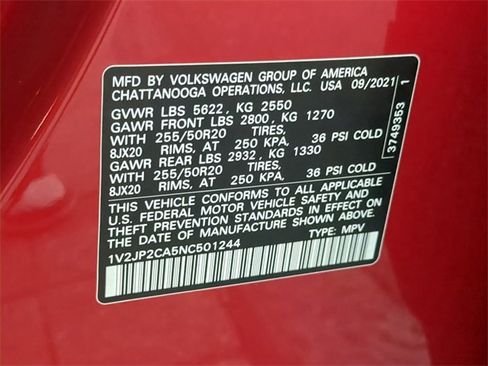 MFD BY VOLKSWAGEN GROUP OF AMERICA
CHATTANOOGA OPERATIONS, LLC. USA 09/2021
GVWR LBS 5622, KG 2550
GAWR FRONT LBS 2800, KG 1270
WITH 255/50R20 TIRES,
8JX20 RIMS, AT 250 KPA, 36 PSI COLD
GAWR REAR LBS 2932, KG 1330
WITH 255/50R20 TIRES,
8JX20 RIMS, AT 250 KPA, 36 PSI COLD
THIS VEHICLE CONFORMS TO ALL APPLICABLE
U.S. FEDERAL MOTOR VEHICLE SAFETY AND
THEFT PREVENTION STANDARDS IN EFFECT ON
THE DATE OF MANUFACTURE SHOWN ABOVE.
1V2JP2CA5NC501244 TYPE: MPV
3749353 1